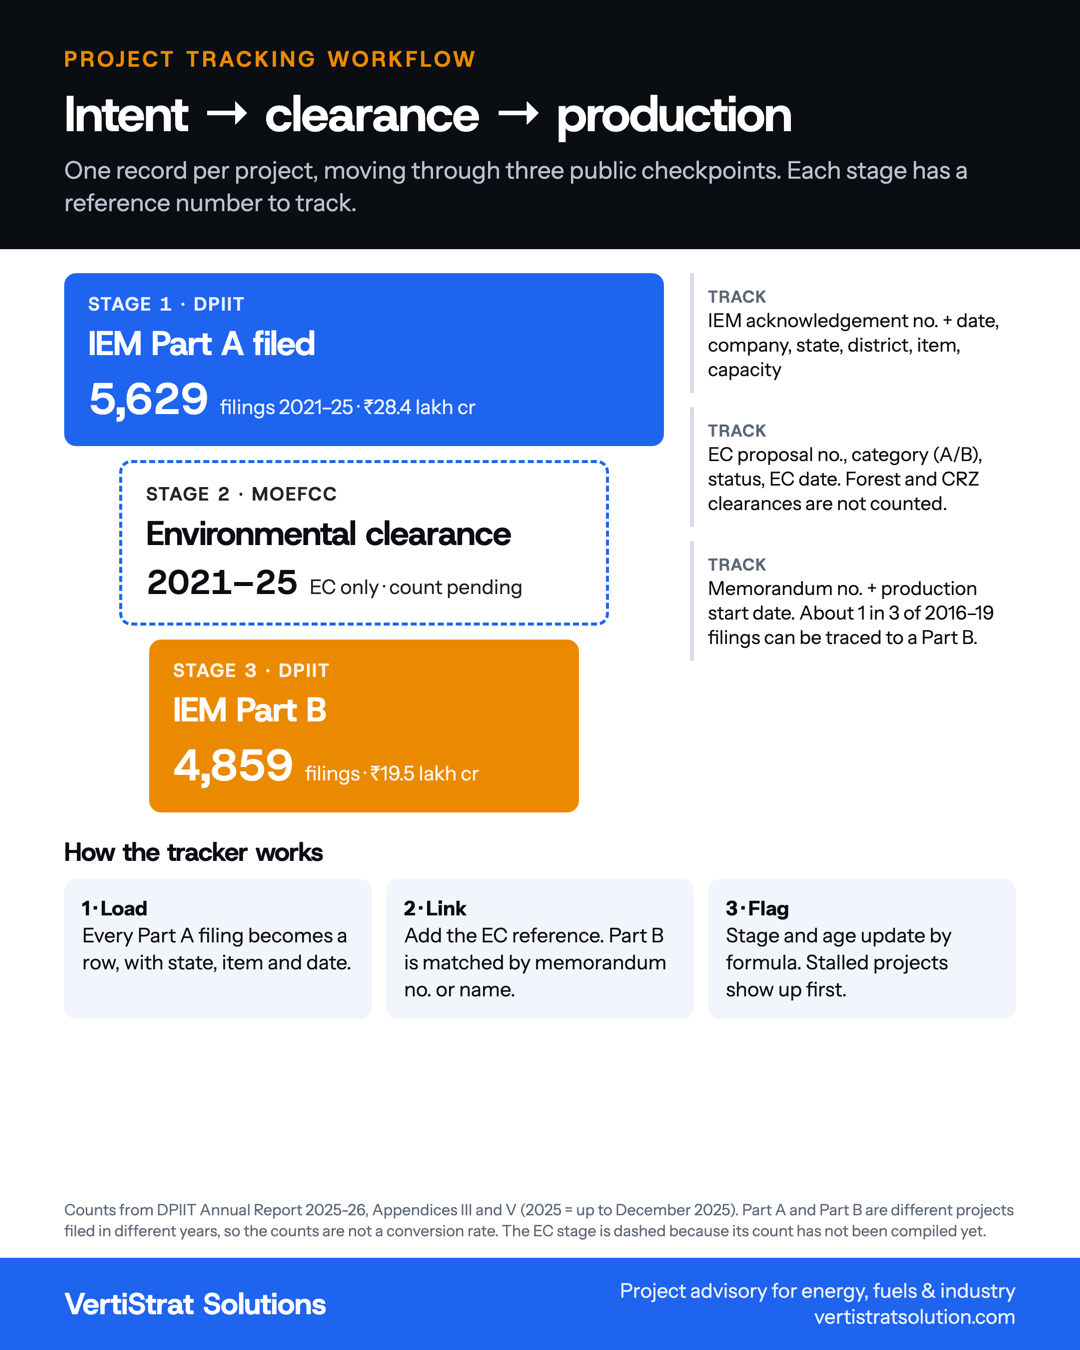 PROJECT TRACKING WORKFLOW
Intent → clearance → production
One record per project, moving through three public checkpoints. Each stage has a
reference number to track.
STAGE 1 · DPIIT
IEM Part A filed
5,629 filings 2021–25 · ₹28.4 lakh cr
TRACK
IEM acknowledgement no. + date,
company, state, district, item,
capacity
STAGE 2 · MOEFCC
Environmental clearance
2021–25 EC only · count pending
TRACK
EC proposal no., category (A/B),
status, EC date. Forest and CRZ
clearances are not counted.
STAGE 3 · DPIIT
IEM Part B
4,859 filings · ₹19.5 lakh cr
TRACK
Memorandum no. + production
start date. About 1 in 3 of 2016–19
filings can be traced to a Part B.
How the tracker works
1 · Load
Every Part A filing becomes a
row, with state, item and date.
2 · Link
Add the EC reference. Part B
is matched by memorandum
no. or name.
3 · Flag
Stage and age update by
formula. Stalled projects
show up first.
Counts from DPIIT Annual Report 2025-26, Appendices III and V (2025 = up to December 2025). Part A and Part B are different projects
filed in different years, so the counts are not a conversion rate. The EC stage is dashed because its count has not been compiled yet.
VertiStrat Solutions
Project advisory for energy, fuels & industry
vertistratsolution.com